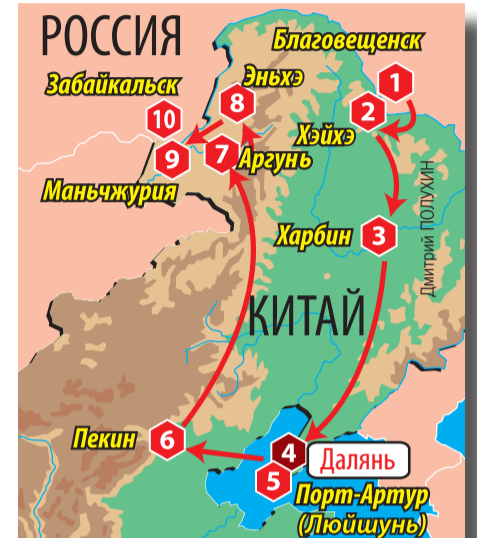 РОССИЯ
Благовещенск
1
Забайкальск
Эньхэ
10
8
2
Хэйхэ
9
7
Аргунь
Маньчжурия
Дмитрий ПОЛУХИН
Харбин
3
КИТАЙ
Пекин
6
4
Далянь
5
Порт-Артур
(Люйшунь)